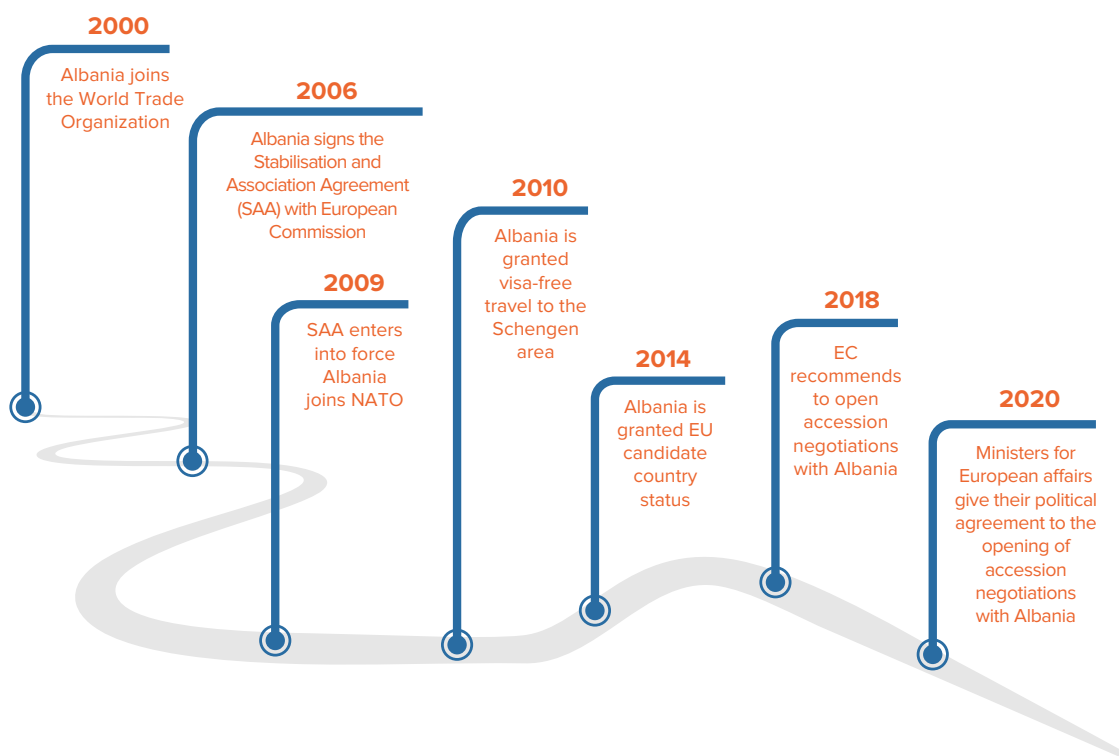 2000
Albania joins
the World Trade
Organization
2006
Albania signs the
Stabilisation and
Association Agreement
(SAA) with European
Commission
2009
SAA enters
into force
Albania
joins NATO
2010
Albania is
granted
visa-free
travel to the
Schengen
area
2014
Albania is
granted EU
candidate
country
status
2018
EC
recommends
to open
accession
negotiations
with Albania
2020
Ministers for
European affairs
give their political
agreement to the
opening of
accession
negotiations
with Albania